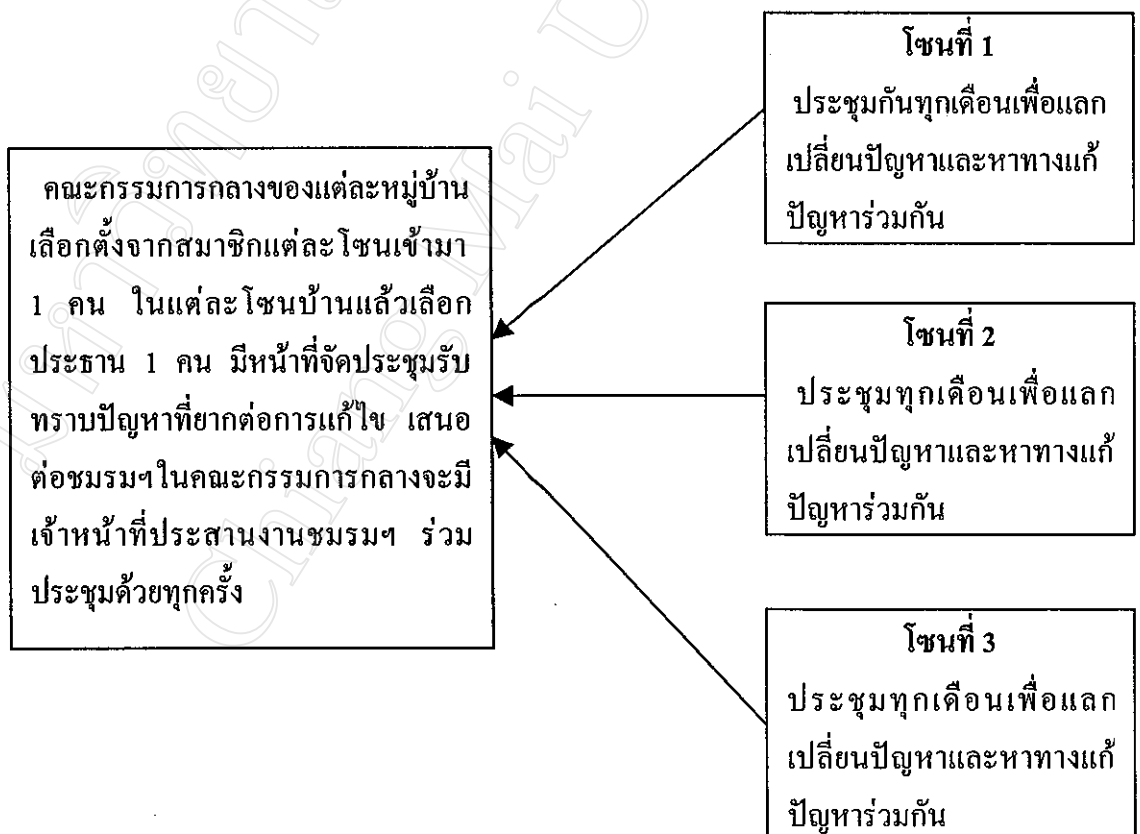 คณะกรรมการกลางของแต่ละหมู่บ้าน
เลือกตั้งจากสมาชิกแต่ละโซนเข้ามา
1 คน ในแต่ละโซนบ้านแล้วเลือก
ประธาน 1 คน มีหน้าที่จัดประชุมรับ
ทราบปัญหาที่ยากต่อการแก้ไข เสนอ
ต่อชมรมฯในคณะกรรมการกลางจะมี
เจ้าหน้าที่ประสานงานชมรมฯ ร่วม
ประชุมด้วยทุกครั้ง
โซนที่ 1
ประชุมกันทุกเดือนเพื่อแลก
เปลี่ยนปัญหาและหาทางแก้
ปัญหาร่วมกัน
โซนที่ 2
ประชุมทุกเดือนเพื่อแลก
เปลี่ยนปัญหาและหาทางแก้
ปัญหาร่วมกัน
โซนที่ 3
ประชุมทุกเดือนเพื่อแลก
เปลี่ยนปัญหาและหาทางแก้
ปัญหาร่วมกัน
Chiang Mai U